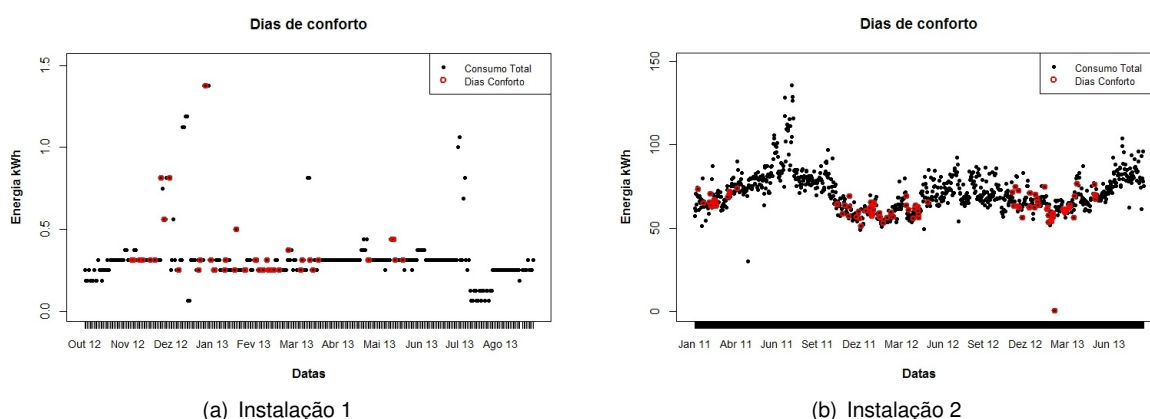 Dias de conforto
1.5
1.0
0.5
0.0
Energia kWh
Consumo Total
Dias Conforto
Out 12 Nov 12 Dez 12 Jan 13 Fev 13 Mar 13 Abr 13 Mai 13 Jun 13 Jul 13 Ago 13
Datas
(a) Instalação 1
Dias de conforto
150
100
50
0
Energia kWh
Consumo Total
Dias Conforto
Jan 11 Abr 11 Jun 11 Set 11 Dez 11 Mar 12 Jun 12 Set 12 Dez 12 Mar 13 Jun 13
Datas
(b) Instalação 2